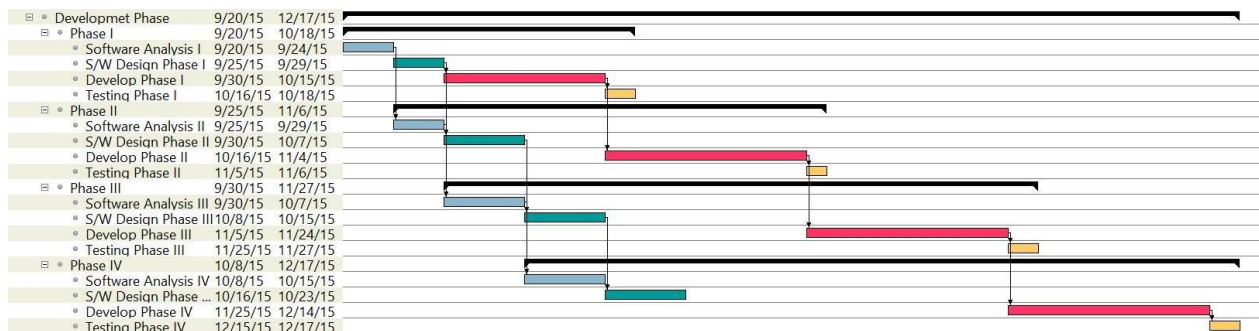 Developmet Phase 9/20/15 12/17/15
Phase I 9/20/15 10/18/15
Software Analysis I 9/20/15 9/24/15
S/W Design Phase I 9/25/15 9/29/15
Develop Phase I 9/30/15 10/15/15
Testing Phase I 10/16/15 10/18/15
Phase II 9/25/15 11/6/15
Software Analysis II 9/25/15 9/29/15
S/W Design Phase II 9/30/15 10/7/15
Develop Phase II 10/16/15 11/4/15
Testing Phase II 11/5/15 11/6/15
Phase III 9/30/15 11/27/15
Software Analysis III 9/30/15 10/7/15
S/W Design Phase III 10/8/15 10/15/15
Develop Phase III 11/5/15 11/24/15
Testing Phase III 11/25/15 11/27/15
Phase IV 10/8/15 12/17/15
Software Analysis IV 10/8/15 10/15/15
S/W Design Phase ... 10/16/15 10/23/15
Develop Phase IV 11/25/15 12/14/15
Testing Phase IV 12/15/15 12/17/15